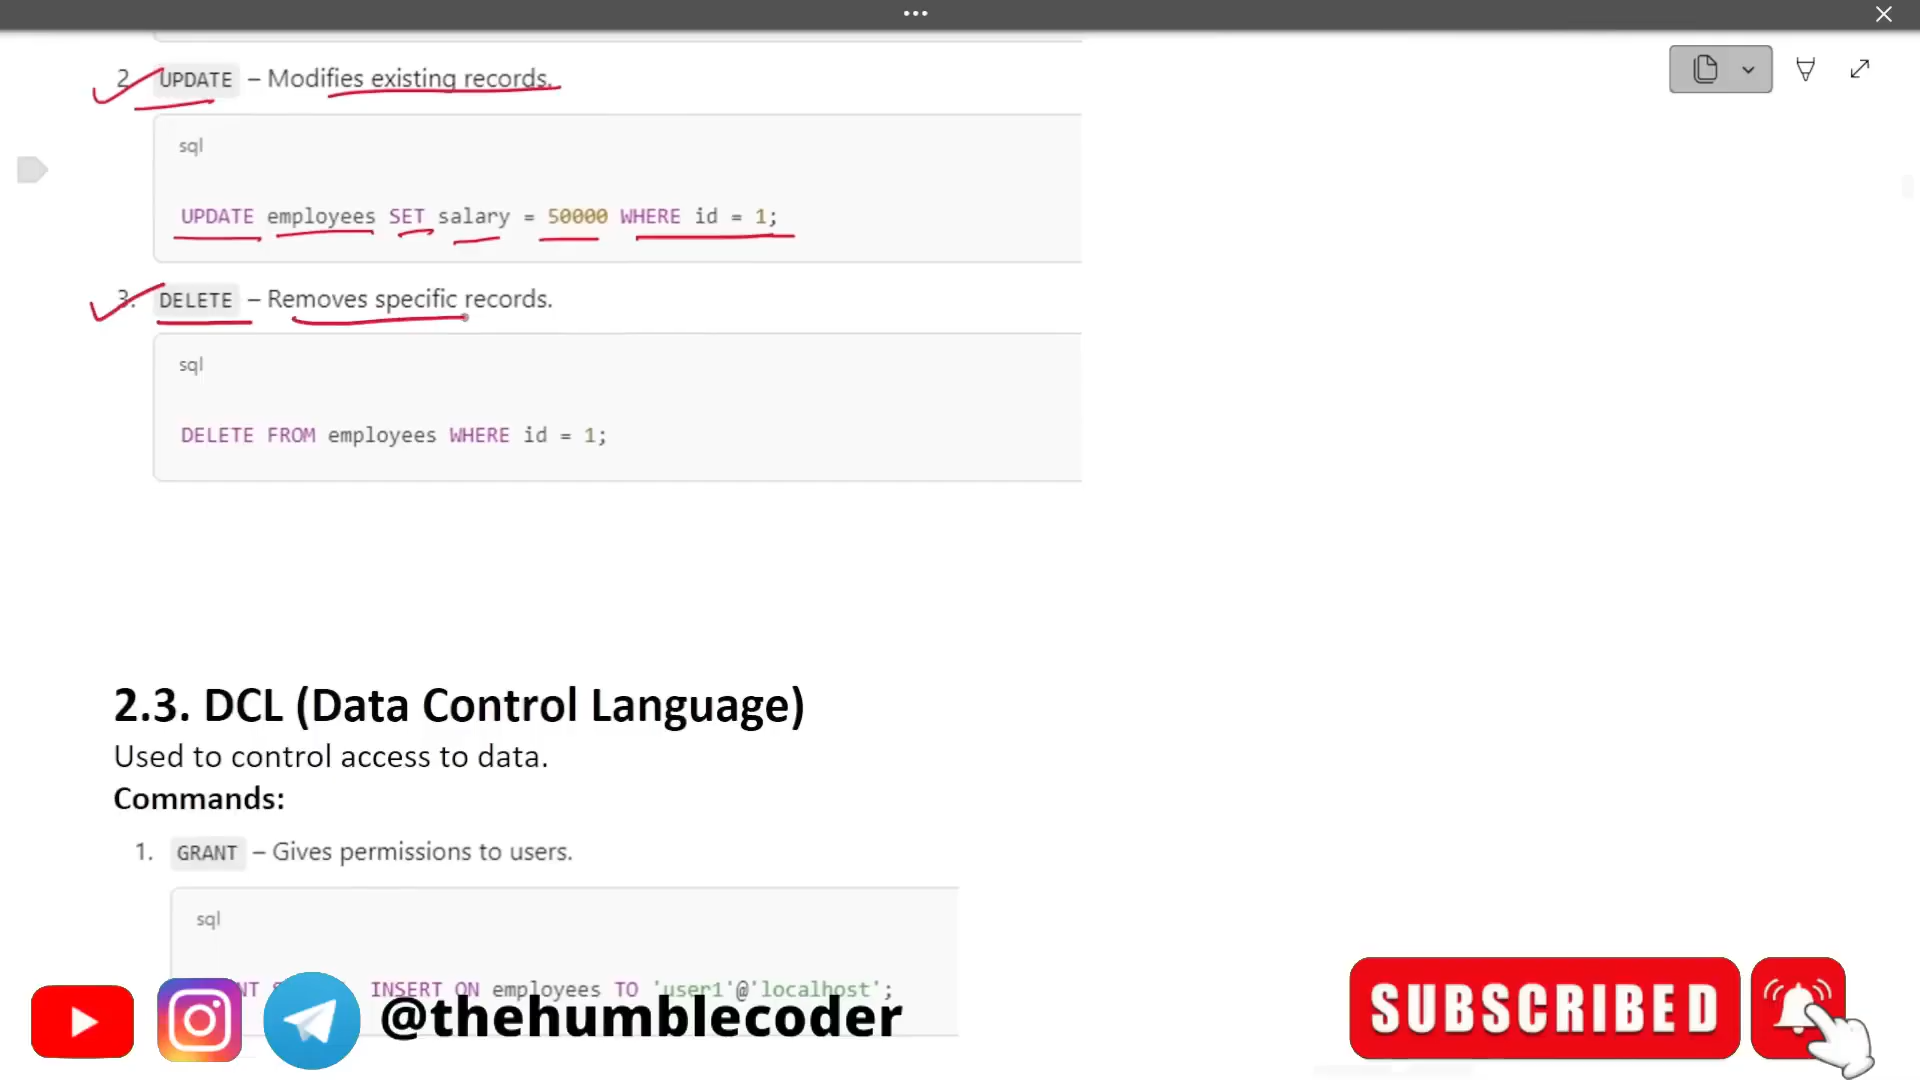 2. UPDATE – Modifies existing records.
sql
UPDATE employees SET salary = 50000 WHERE id = 1;
3. DELETE – Removes specific records.
sql
DELETE FROM employees WHERE id = 1;
2.3. DCL (Data Control Language)
Used to control access to data.
Commands:
1. GRANT – Gives permissions to users.
sql
INSERT ON employees TO 'user1'@'localhost';
@thehumblecoder
SUBSCRIBED